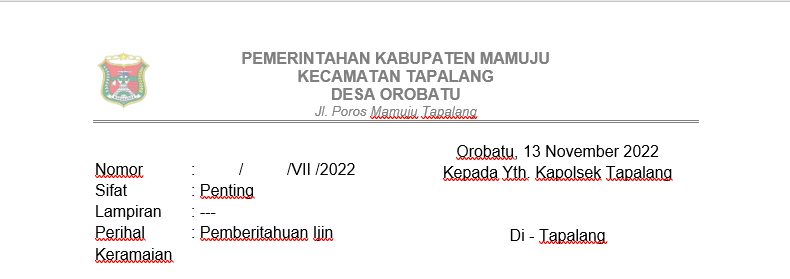 PEMERINTAHAN KABUPATEN MAMUJU
KECAMATAN TAPALANG
DESA OROBATU
Jl. Poros Mamuju Tapalang
Orobatu, 13 November 2022
Nomor : / /VII /2022
Kepada Yth. Kapolsek Tapalang
Sifat : Penting
Lampiran : ---
Perihal : Pemberitahuan Ijin
Di - Tapalang
Keramaian